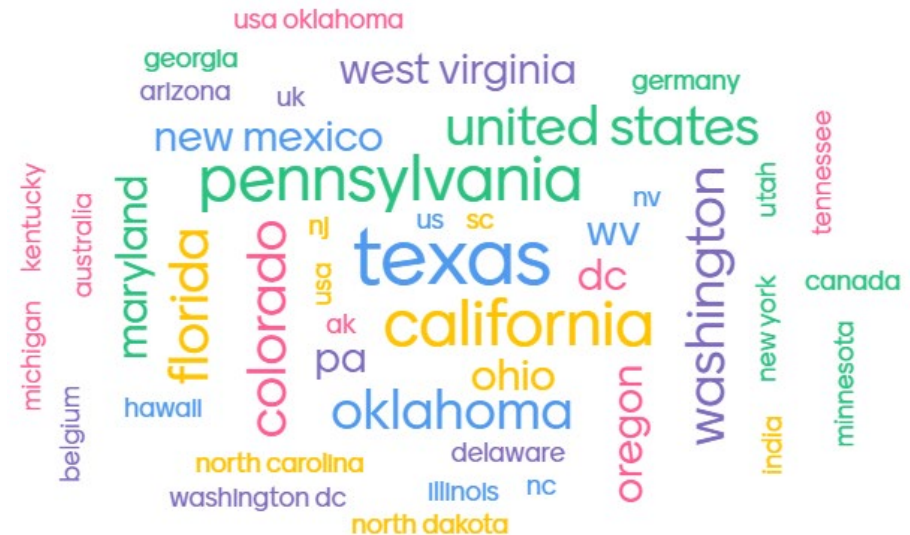 usa oklahoma
georgia
west virginia
germany
arizona
uk
new mexico
united states
tennessee
kentucky
australia
maryland
pennsylvania
nv
washington
utah
florida
colorado
nj
us
sc
wv
texas
dc
usa
canada
michigan
ak
california
new york
minnesota
pa
ohio
belgium
hawaii
oklahoma
oregon
india
north carolina
delaware
washington dc
illinois
nc
north dakota